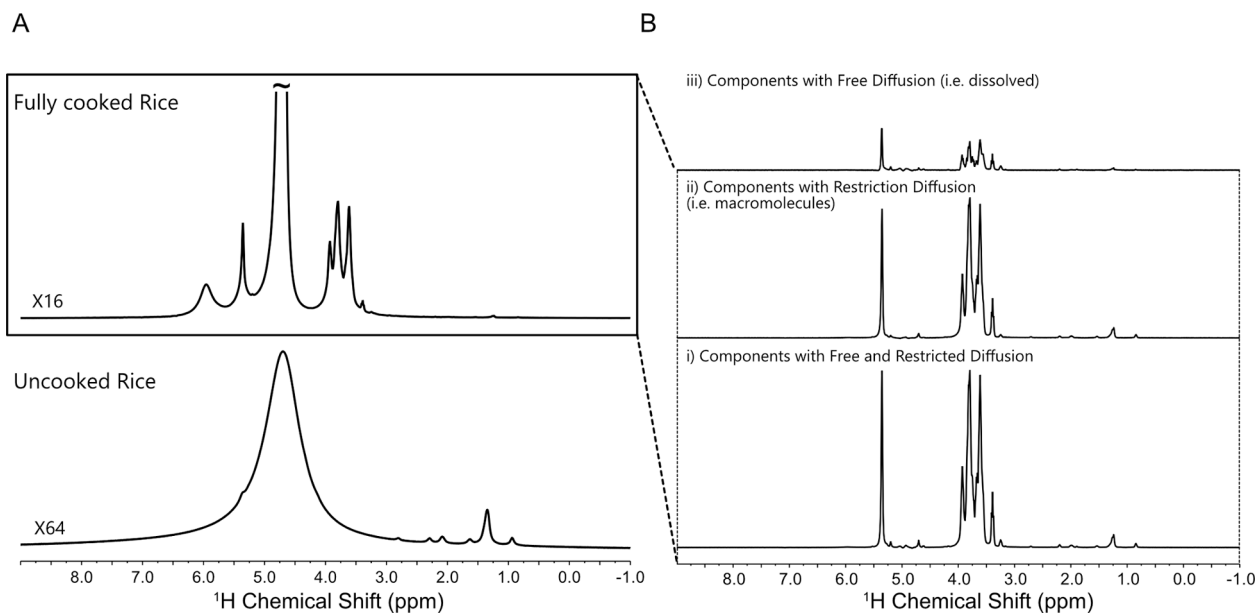 A
Fully cooked Rice
~
X16
Uncooked Rice
X64
8.0 7.0 6.0 5.0 4.0 3.0 2.0 1.0 0.0 -1.0
¹H Chemical Shift (ppm)
B
iii) Components with Free Diffusion (i.e. dissolved)
ii) Components with Restriction Diffusion
(i.e. macromolecules)
i) Components with Free and Restricted Diffusion
8.0 7.0 6.0 5.0 4.0 3.0 2.0 1.0 0.0 -1.0
¹H Chemical Shift (ppm)